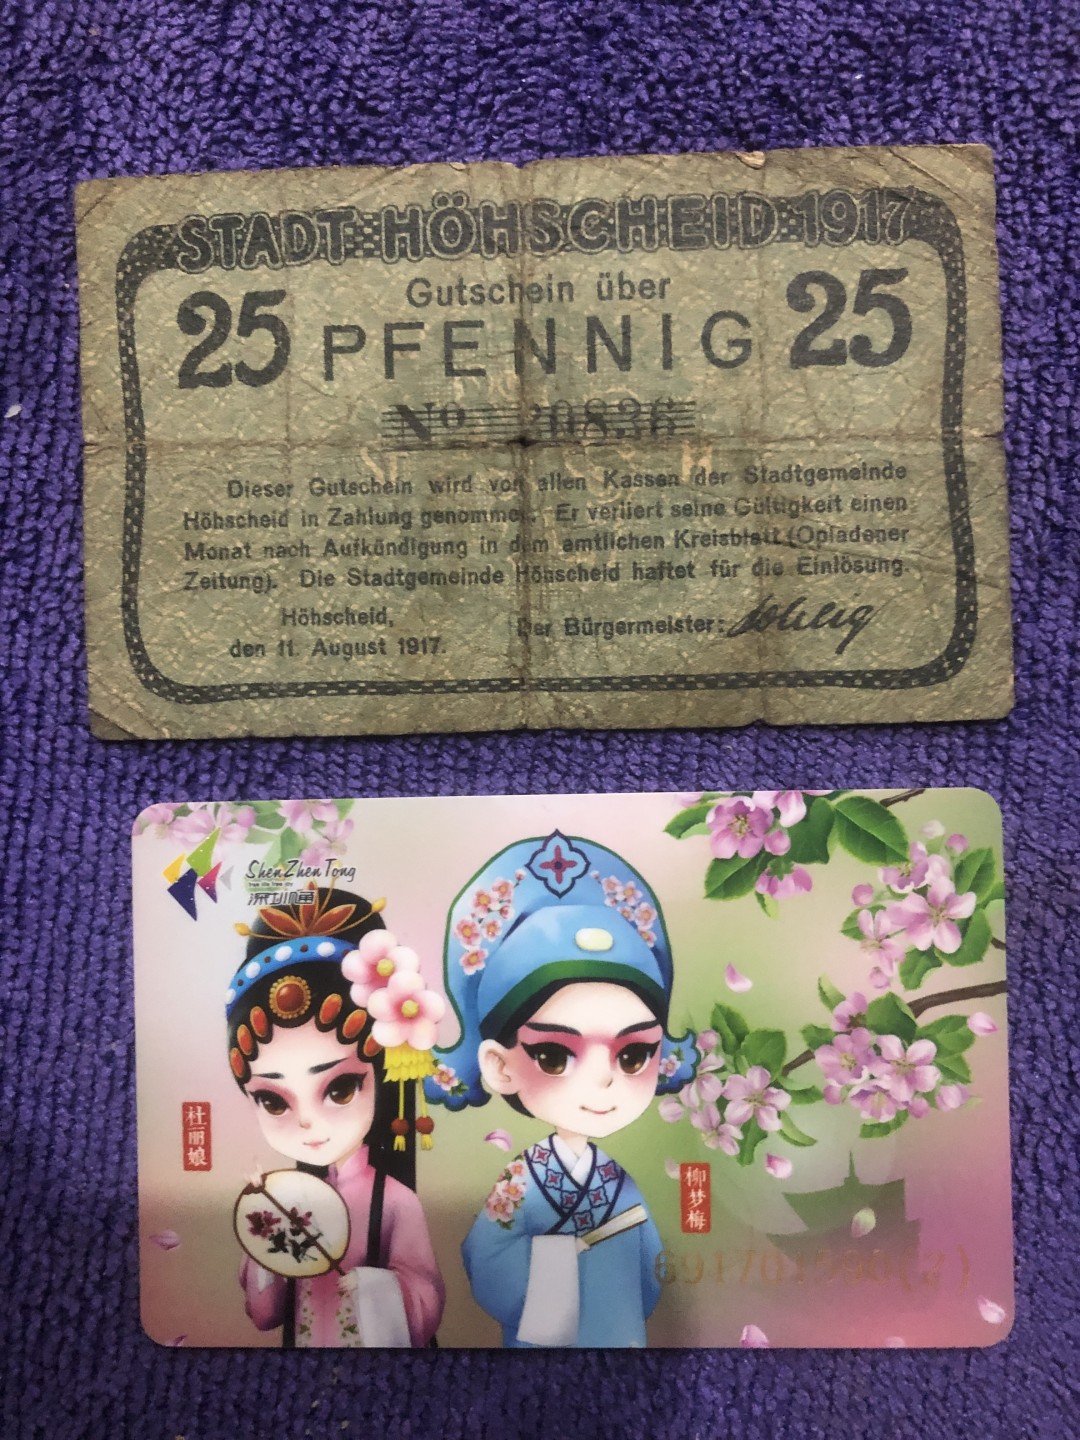 STADT HÖHSCHEID 1917
Gutschein über
25 PFENNIG 25
No 0836
Dieser Gutschein wird von allen Kassen der Stadtgemeinde
Höhscheid in Zahlung genommen. Er verliert seine Gültigkeit einen
Monat nach Aufkündigung in dem amtlichen Kreisblatt (Opladener
Zeitung). Die Stadtgemeinde Höhscheid haftet für die Einlösung.
Höhscheid,
den 11. August 1917.
Der Bürgermeister:
ShenZhenTong
深圳通
杜丽娘
柳梦梅